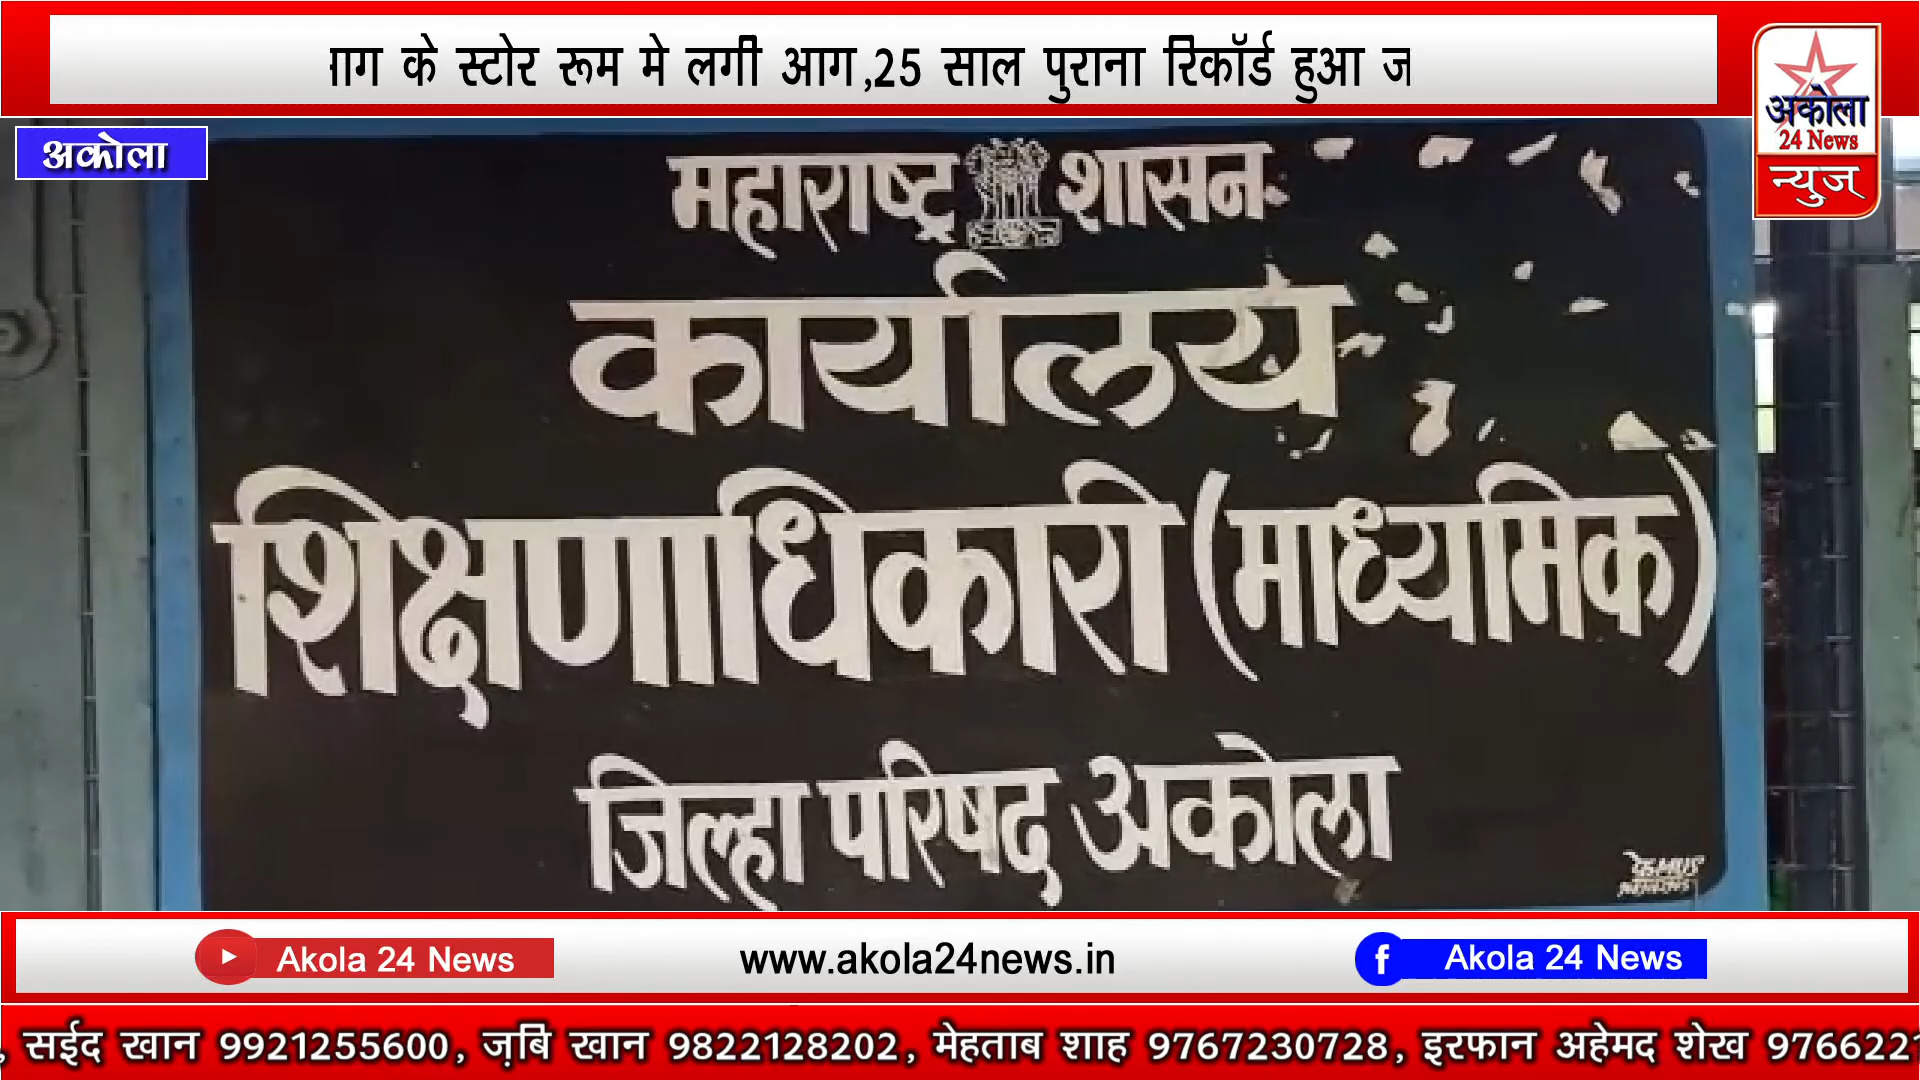 के स्टोर रूम मे लगी आग,25 साल पुराना रिकॉर्ड हुआ
अकोला
24 News
न्युज
अकोला
महाराष्ट्र शासन
कार्यालय
शिक्षणाधिकारी (माध्यमिक)
जिल्हा परिषद अकोला
Akola 24 News
www.akola24news.in
Akola 24 News
, सईद खान 9921255600, ज़बि खान 9822128202, मेहताब शाह 9767230728, इरफान अहेमद शेख